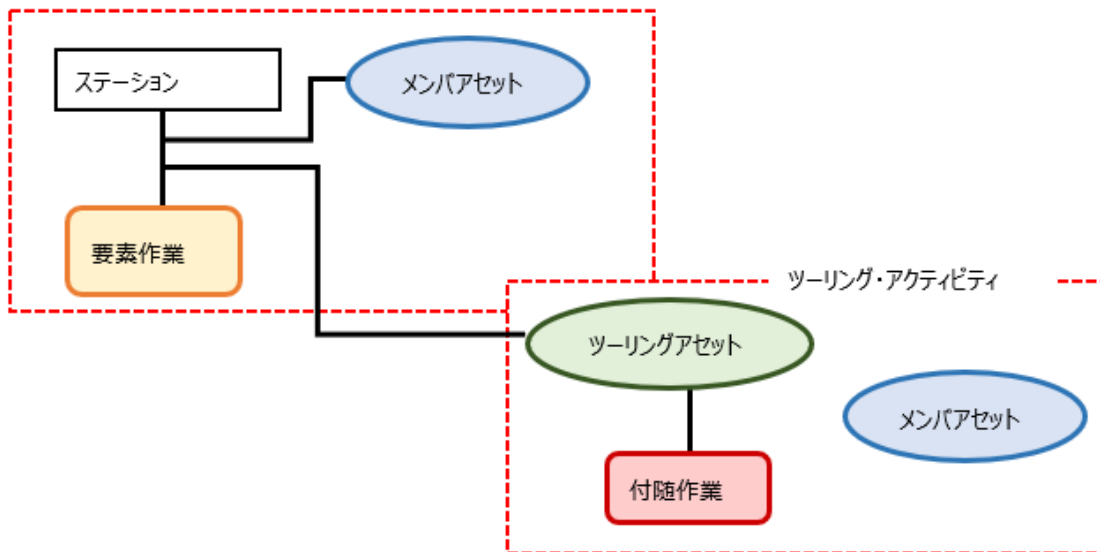 ステーション
メンバアセット
要素作業
ツーリング・アクティビティ
ツーリングアセット
メンバアセット
付随作業